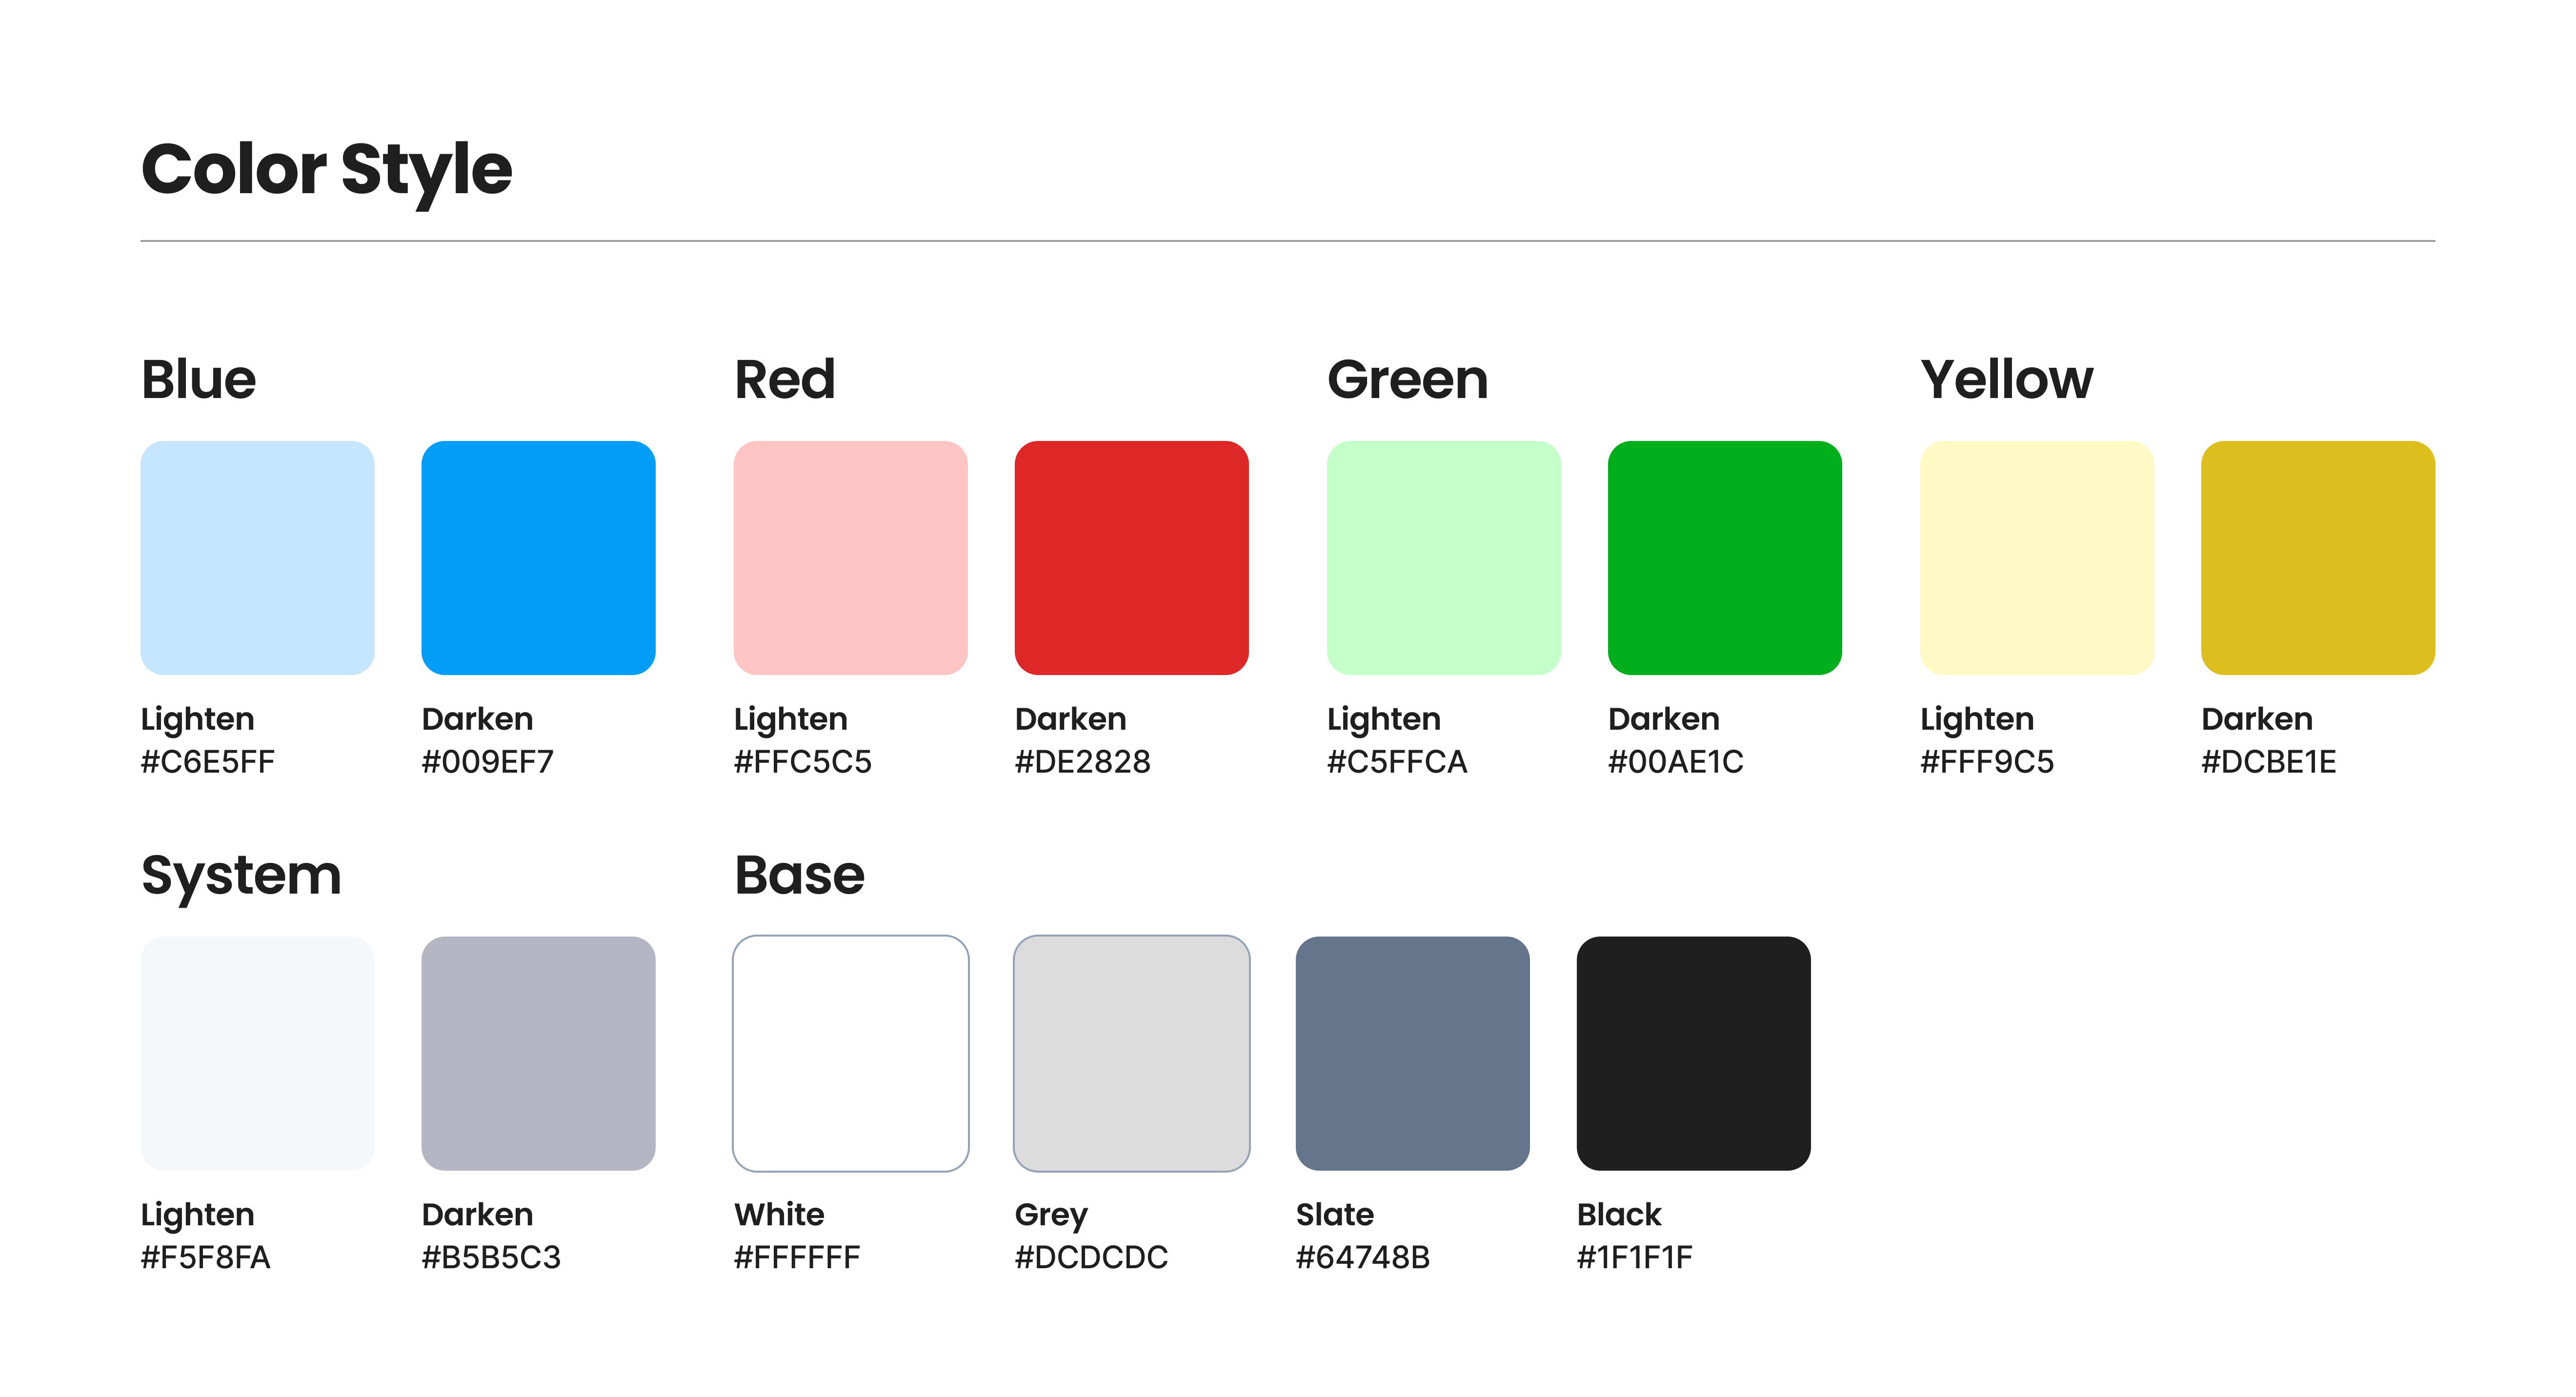 Color Style
Blue
Red
Green
Yellow
Lighten
#C6E5FF
Darken
#009EF7
Lighten
#FFC5C5
Darken
#DE2828
Lighten
#C5FFCA
Darken
#00AE1C
Lighten
#FFF9C5
Darken
#DCBE1E
System
Base
Lighten
#F5F8FA
Darken
#B5B5C3
White
#FFFFFF
Grey
#DCDCDC
Slate
#64748B
Black
#1F1F1F